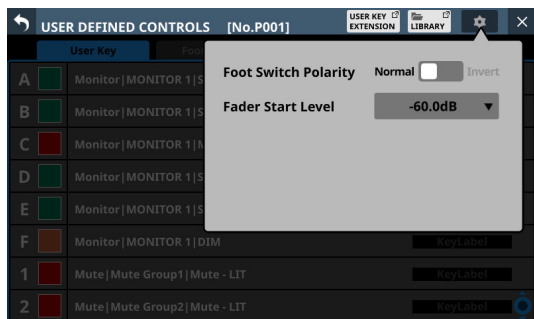 USER DEFINED CONTROLS [No.P001]
USER KEY
EXTENSION
LIBRARY
User Key
Foot
Foot Switch Polarity Normal Invert
Fader Start Level -60.0dB
A Monitor|MONITOR 1|S
B Monitor|MONITOR 1|S
C Monitor|MONITOR 1|M
D Monitor|MONITOR 1|S
E Monitor|MONITOR 1|S
F Monitor|MONITOR 1|DIM KeyLabel
1 Mute|Mute Group1|Mute - LIT KeyLabel
2 Mute|Mute Group2|Mute - LIT KeyLabel